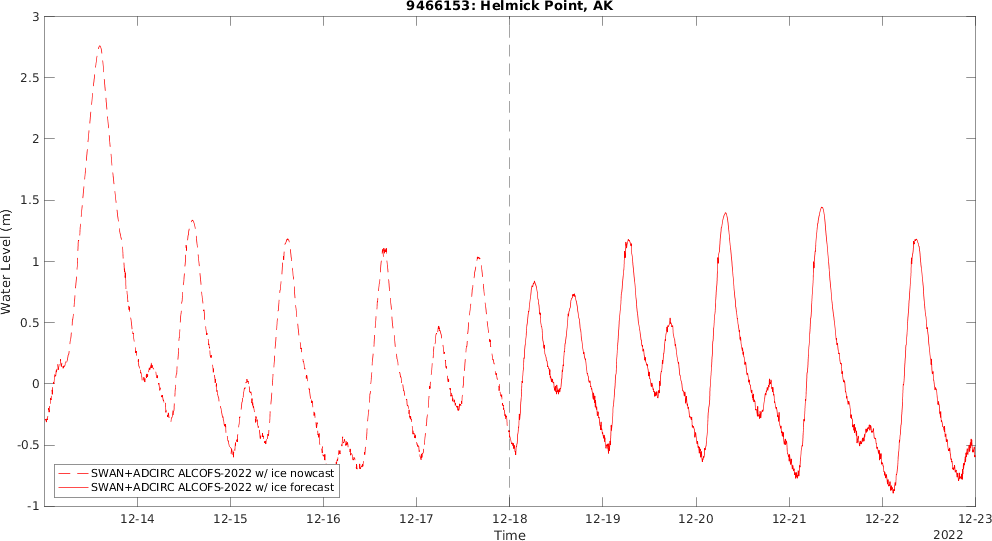 9466153: Helmick Point, AK
3
2.5
2
1.5
1
0.5
0
-0.5
-1
Water Level (m)
SWAN+ADCIRC ALCOFS-2022 w/ ice nowcast
SWAN+ADCIRC ALCOFS-2022 w/ ice forecast
12-14 12-15 12-16 12-17 12-18 12-19 12-20 12-21 12-22 12-23
Time
2022